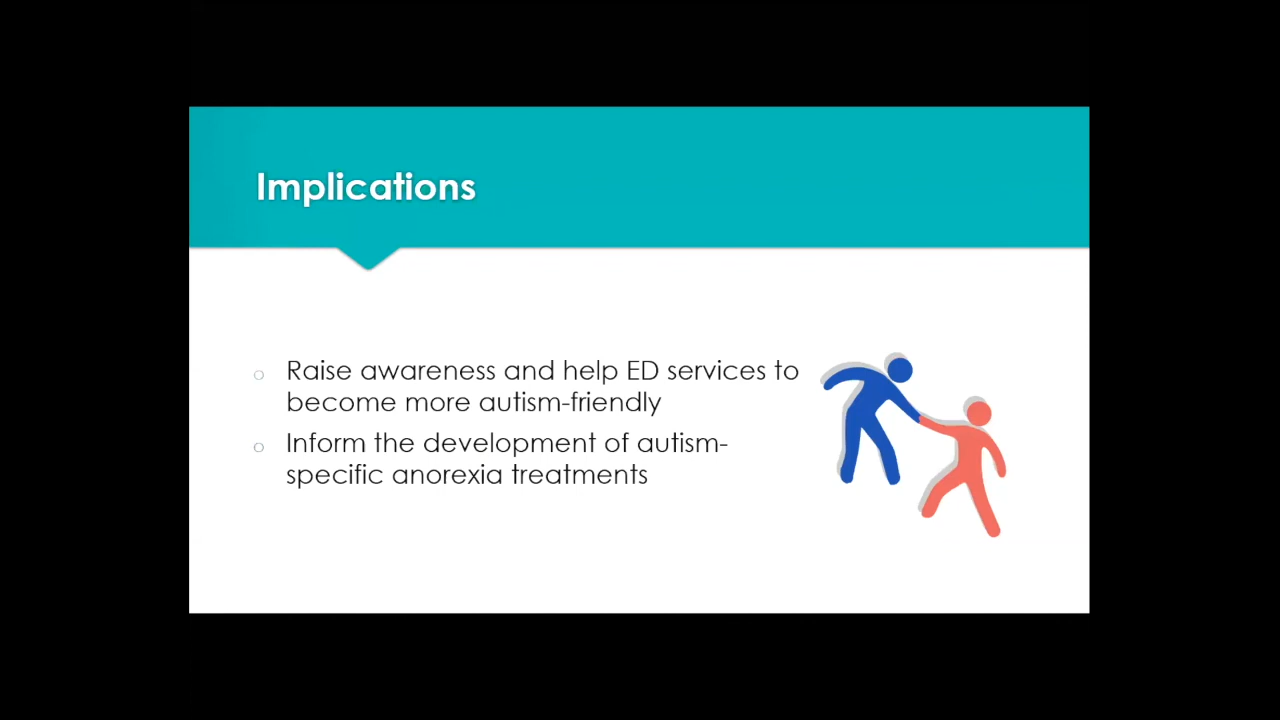 Implications
Raise awareness and help ED services to
become more autism-friendly
Inform the development of autism-
specific anorexia treatments